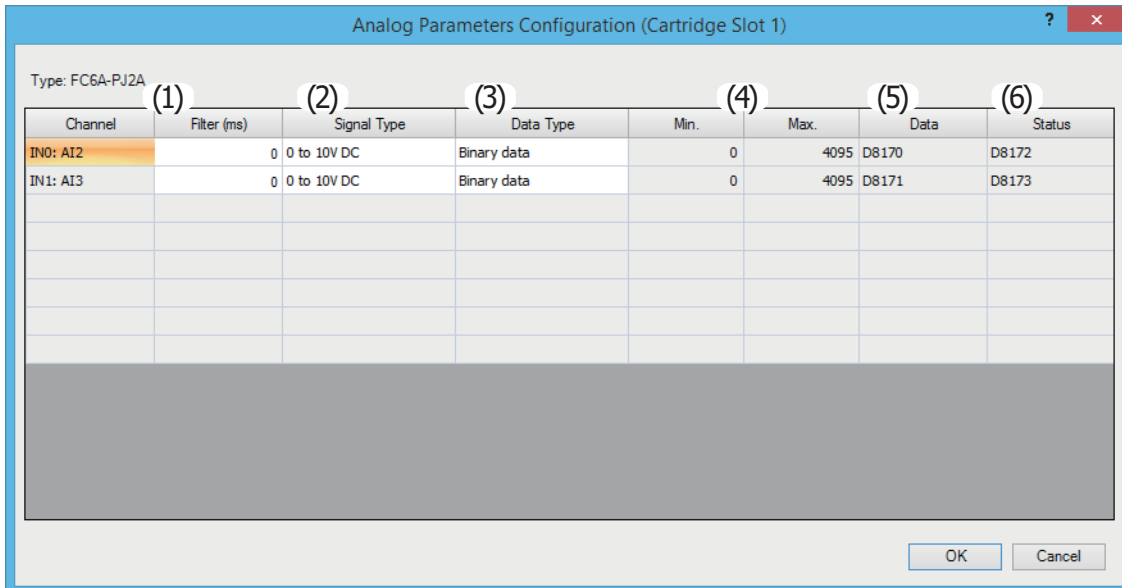 Analog Parameters Configuration (Cartridge Slot 1) ? ×
Type: FC6A-PJ2A
(1) (2) (3) (4) (5) (6)
Channel Filter (ms) Signal Type Data Type Min. Max. Data Status
IN0: AI2 0 0 to 10V DC Binary data 0 4095 D8170 D8172
IN1: AI3 0 0 to 10V DC Binary data 0 4095 D8171 D8173
OK Cancel